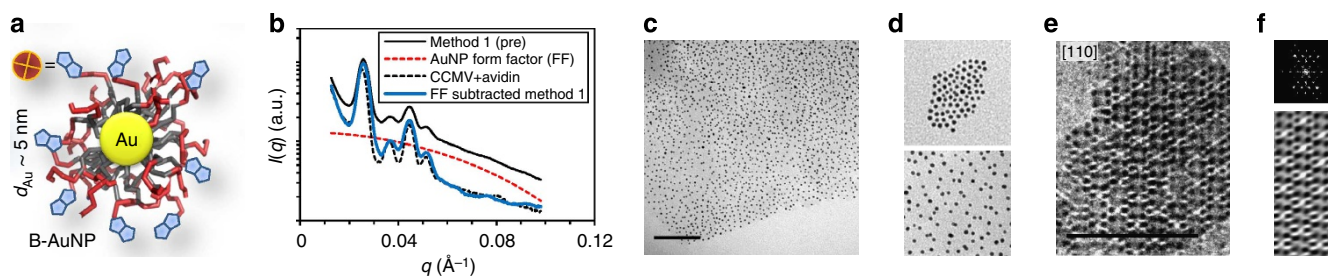 a
=
Au
d_Au ~ 5 nm
B-AuNP
b
Method 1 (pre)
AuNP form factor (FF)
CCMV+avidin
FF subtracted method 1
I(q) (a.u.)
0 0.04 0.08 0.12
q (Å⁻¹)
c
d
e
[110]
f